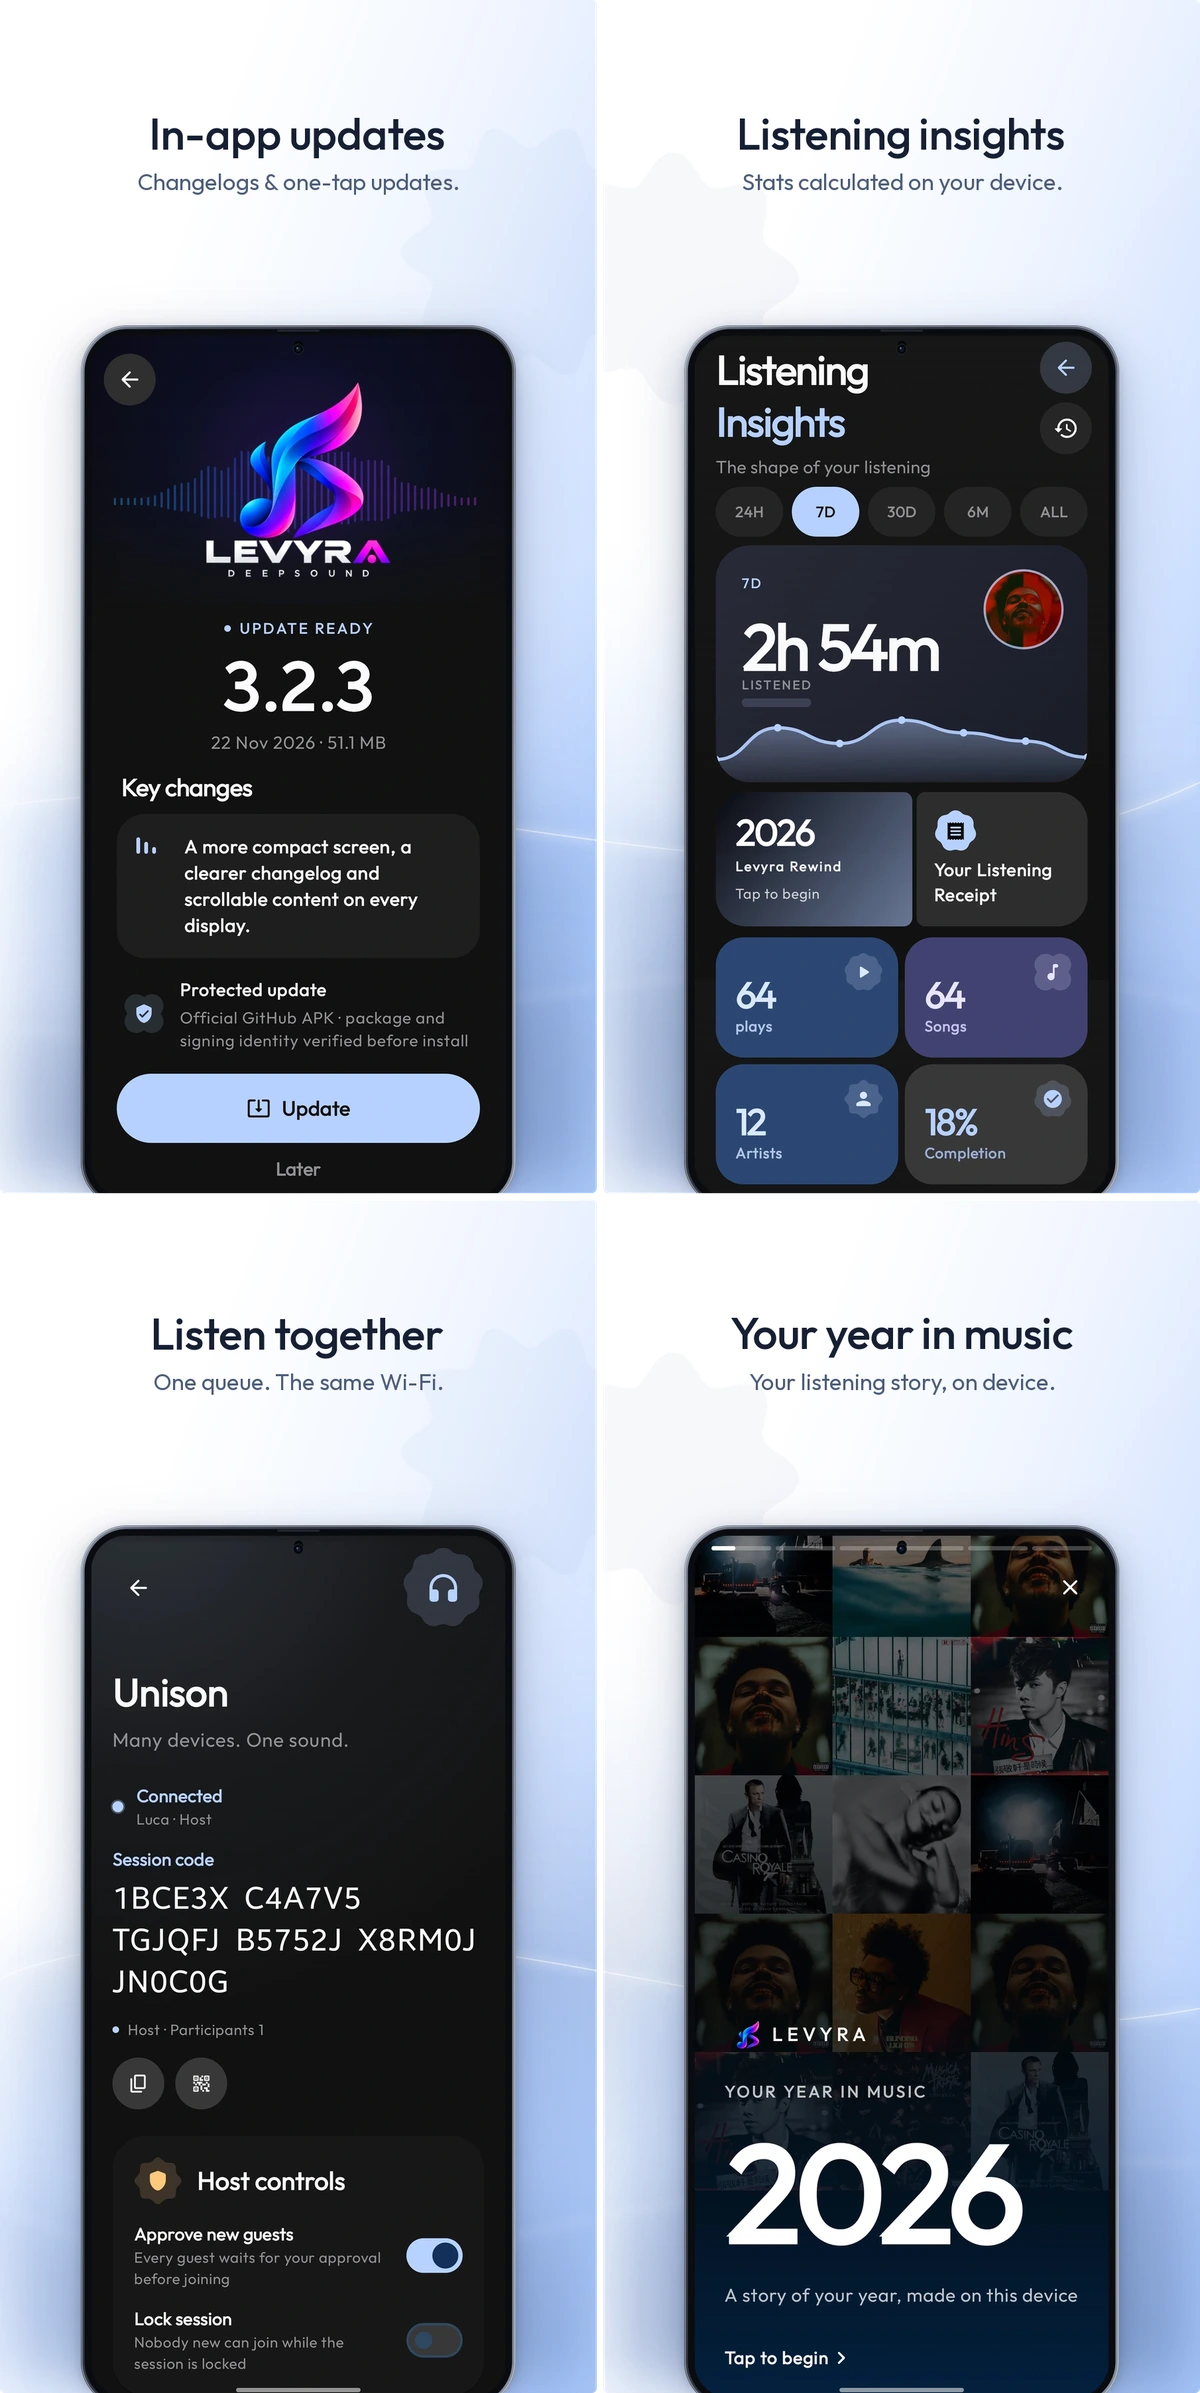 In-app updates
Changelogs & one-tap updates.
LEVYRA
DEEPSOUND
UPDATE READY
3.2.3
22 Nov 2026 · 51.1 MB
Key changes
A more compact screen, a
clearer changelog and
scrollable content on every
display.
Protected update
Official GitHub APK · package and
signing identity verified before install
Update
Later
Listening insights
Stats calculated on your device.
Listening
Insights
The shape of your listening
24H 7D 30D 6M ALL
7D
2h 54m
LISTENED
2026
Levyra Rewind
Tap to begin
Your Listening
Receipt
64
plays
64
Songs
12
Artists
18%
Completion
Listen together
One queue. The same Wi-Fi.
Unison
Many devices. One sound.
Connected
Luca · Host
Session code
1BCE3X C4A7V5
TGJQFJ B5752J X8RM0J
JN0C0G
Host · Participants 1
Host controls
Approve new guests
Every guest waits for your approval
before joining
Lock session
Nobody new can join while the
session is locked
Your year in music
Your listening story, on device.
CASINO
ROYALE
LEVYRA
YOUR YEAR IN MUSIC
CASINO
ROYALE
2026
A story of your year, made on this device
Tap to begin